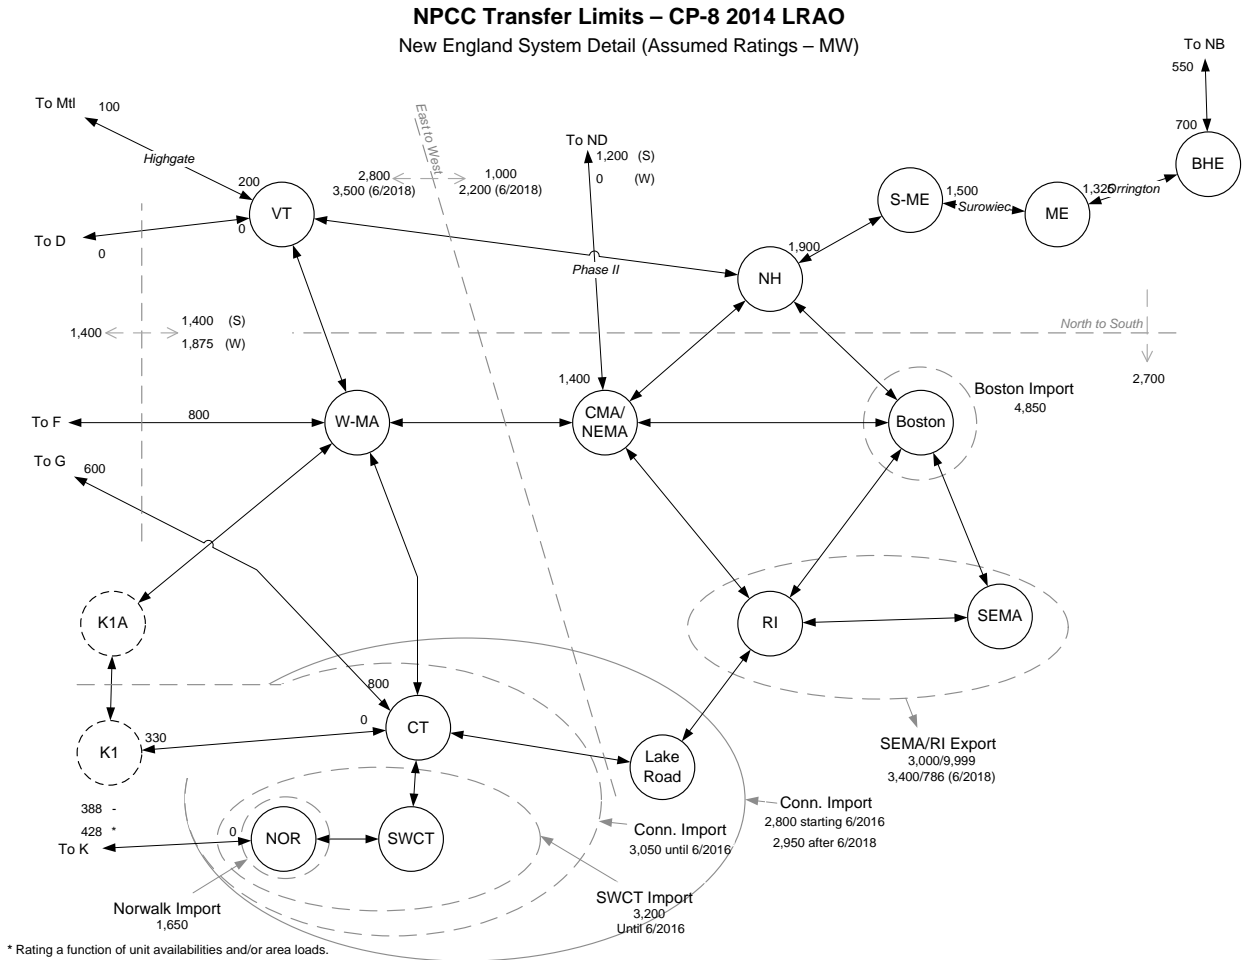 NPCC Transfer Limits – CP-8 2014 LRAO
New England System Detail (Assumed Ratings – MW)
To NB
550
700
BHE
To Mtl
100
Highgate
200
VT
0
To D
0
East to West
2,800
3,500 (6/2018)
1,000
2,200 (6/2018)
To ND
1,200 (S)
0 (W)
Phase II
S-ME
1,500
Surowiec
ME
1,325
Orrington
1,900
NH
1,400
1,400 (S)
1,875 (W)
North to South
2,700
To F
800
W-MA
1,400
CMA/
NEMA
Boston
Boston Import
4,850
To G
600
K1A
RI
SEMA
800
0
CT
K1
330
Lake
Road
SEMA/RI Export
3,000/9,999
3,400/786 (6/2018)
388 -
428 *
To K
0
NOR
SWCT
Conn. Import
3,050 until 6/2016
Conn. Import
2,800 starting 6/2016
2,950 after 6/2018
Norwalk Import
1,650
SWCT Import
3,200
Until 6/2016
* Rating a function of unit availabilities and/or area loads.